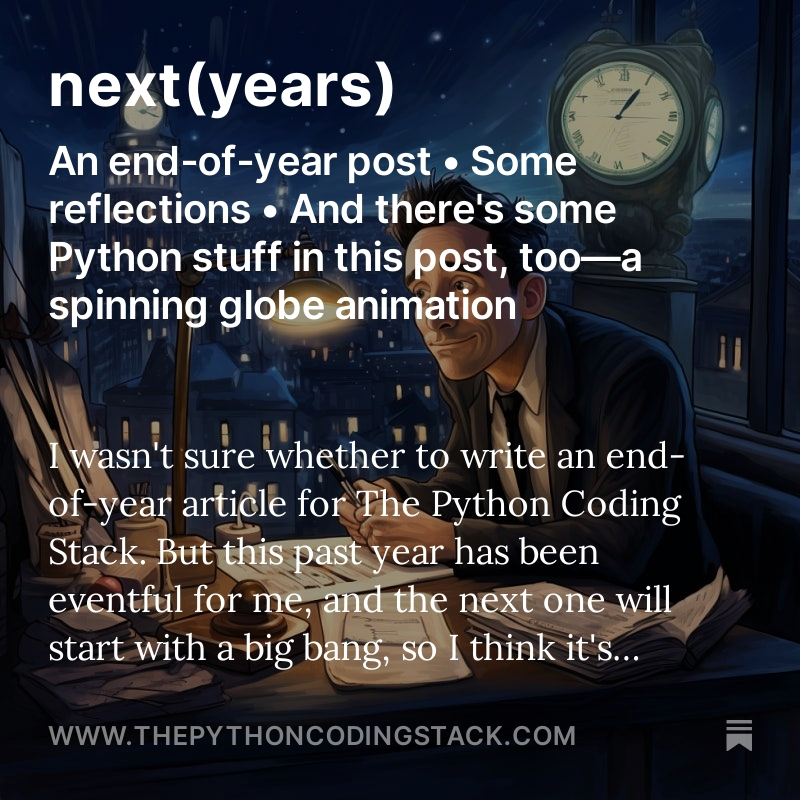 next(years)
An end-of-year post • Some
reflections • And there's some
Python stuff in this post, too—a
spinning globe animation
I wasn't sure whether to write an end-
of-year article for The Python Coding
Stack. But this past year has been
eventful for me, and the next one will
start with a big bang, so I think it's...
WWW.THEPYTHONCODINGSTACK.COM